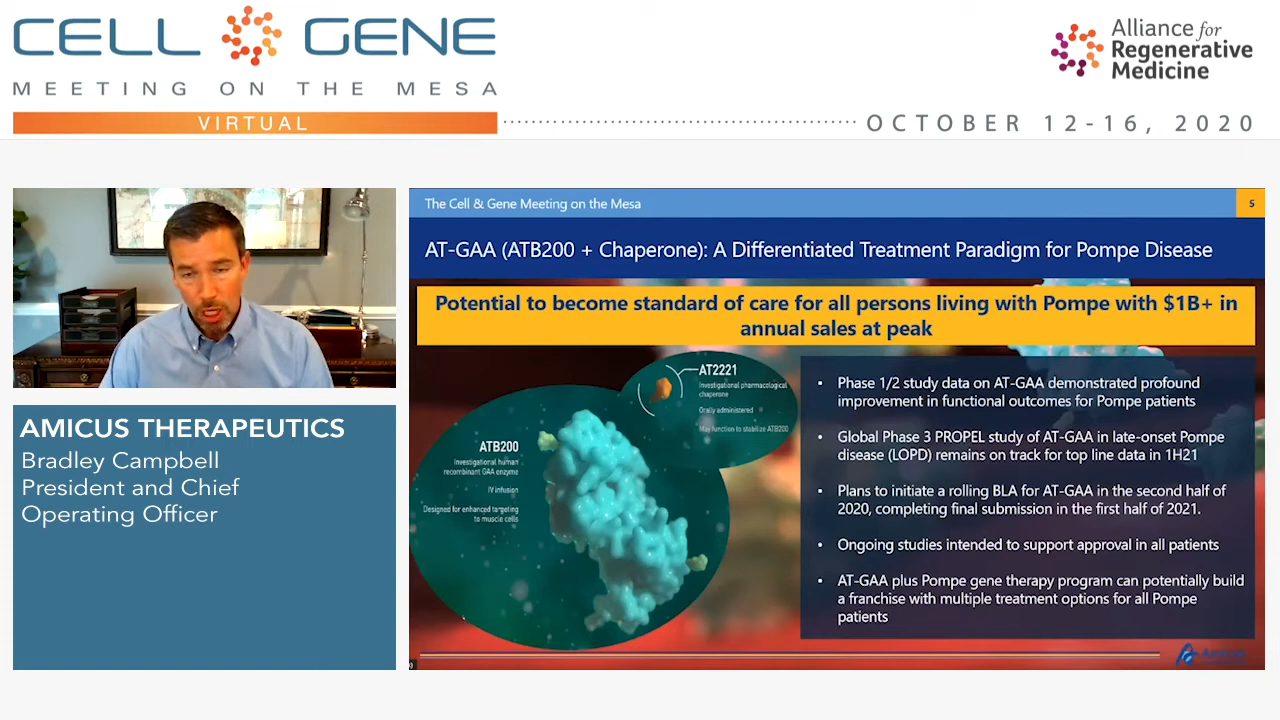 CELL GENE
MEETING ON THE MESA
VIRTUAL
Alliance for
Regenerative
Medicine
OCTOBER 12-16, 2020
AMICUS THERAPEUTICS
Bradley Campbell
President and Chief
Operating Officer
The Cell & Gene Meeting on the Mesa
5
AT-GAA (ATB200 + Chaperone): A Differentiated Treatment Paradigm for Pompe Disease
Potential to become standard of care for all persons living with Pompe with $1B+ in
annual sales at peak
AT2221
Investigational pharmacological
chaperone
Orally administered
May function to stabilize ATB200
ATB200
Investigational human
recombinant GAA enzyme
IV infusion
Designed for enhanced targeting
to muscle cells
• Phase 1/2 study data on AT-GAA demonstrated profound
improvement in functional outcomes for Pompe patients
• Global Phase 3 PROPEL study of AT-GAA in late-onset Pompe
disease (LOPD) remains on track for top line data in 1H21
• Plans to initiate a rolling BLA for AT-GAA in the second half of
2020, completing final submission in the first half of 2021.
• Ongoing studies intended to support approval in all patients
• AT-GAA plus Pompe gene therapy program can potentially build
a franchise with multiple treatment options for all Pompe
patients